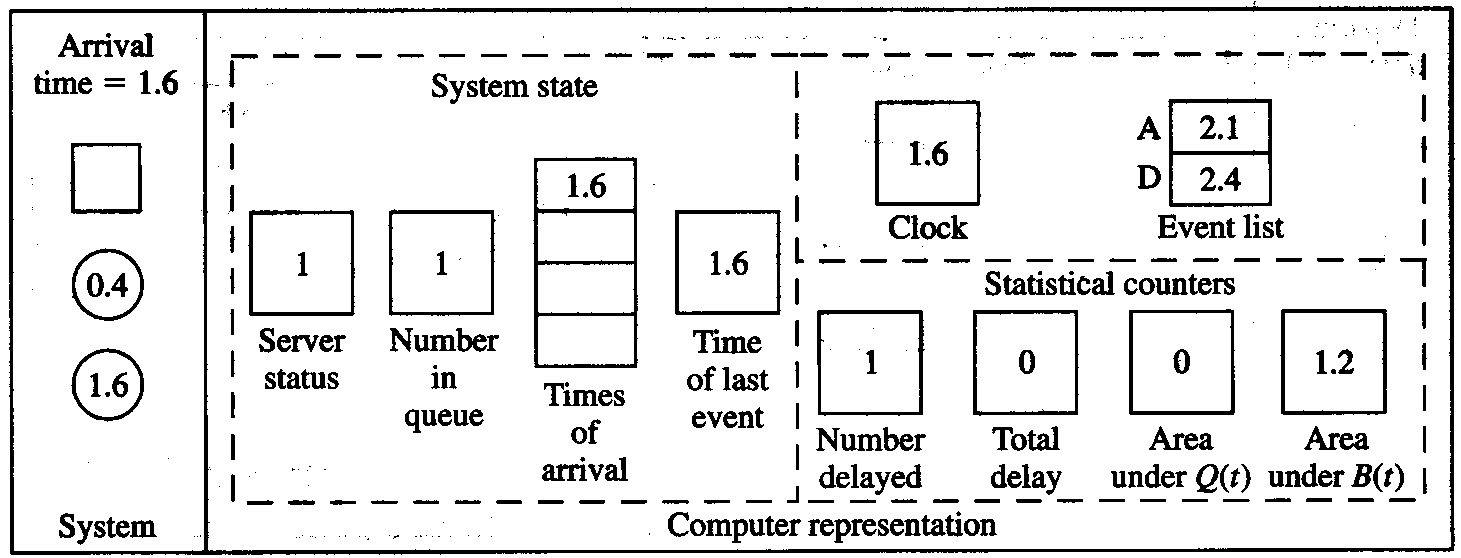 Arrival
time = 1.6
0.4
1.6
System
System state
1
Server
status
1
Number
in
queue
1.6
Times
of
arrival
1.6
Time
of last
event
1.6
Clock
A 2.1
D 2.4
Event list
Statistical counters
1
Number
delayed
0
Total
delay
0
Area
under Q(t)
1.2
Area
under B(t)
Computer representation